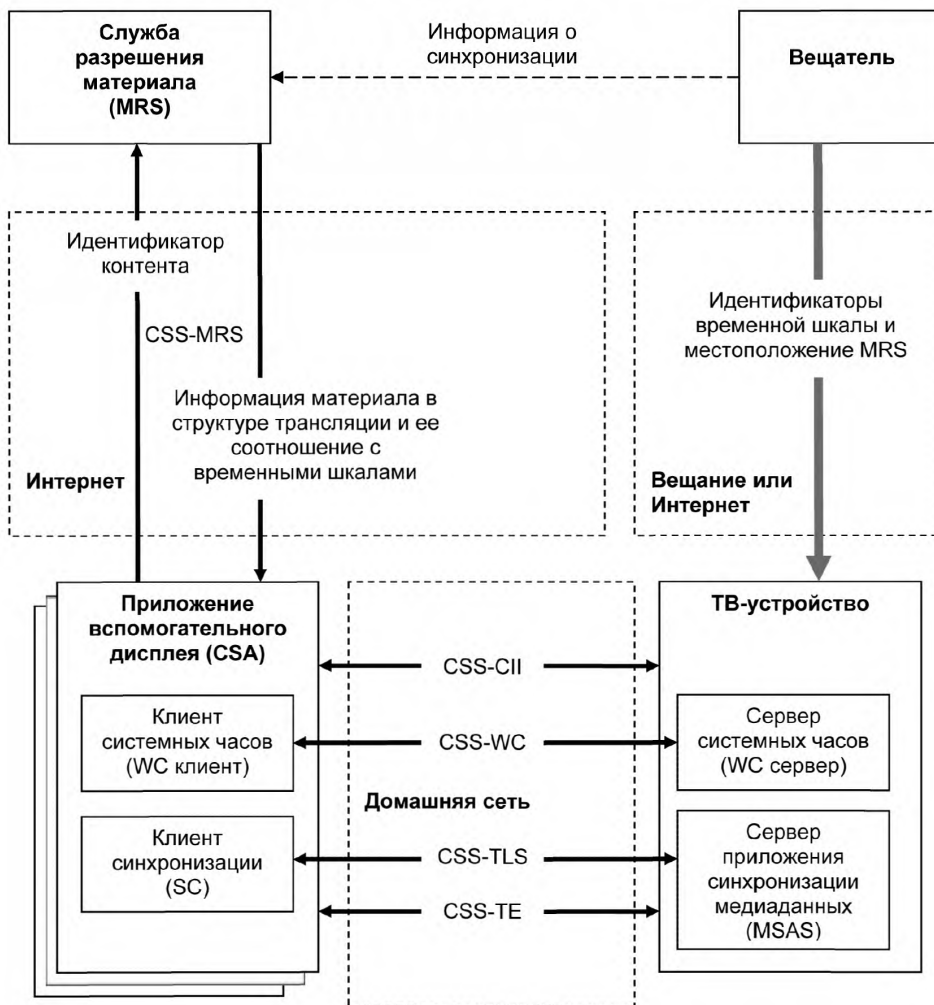 Служба
разрешения
материала
(MRS)
Информация о
синхронизации
Вещатель
Идентификатор
контента
CSS-MRS
Информация материала в
структуре трансляции и ее
соотношение с
временными шкалами
Интернет
Идентификаторы
временной шкалы и
местоположение MRS
Вещание или
Интернет
Приложение
вспомогательного
дисплея (CSA)
Клиент
системных часов
(WC клиент)
Клиент
синхронизации
(SC)
CSS-CII
CSS-WC
Домашняя сеть
CSS-TLS
CSS-TE
ТВ-устройство
Сервер
системных часов
(WC сервер)
Сервер
приложения
синхронизации
медиаданных
(MSAS)